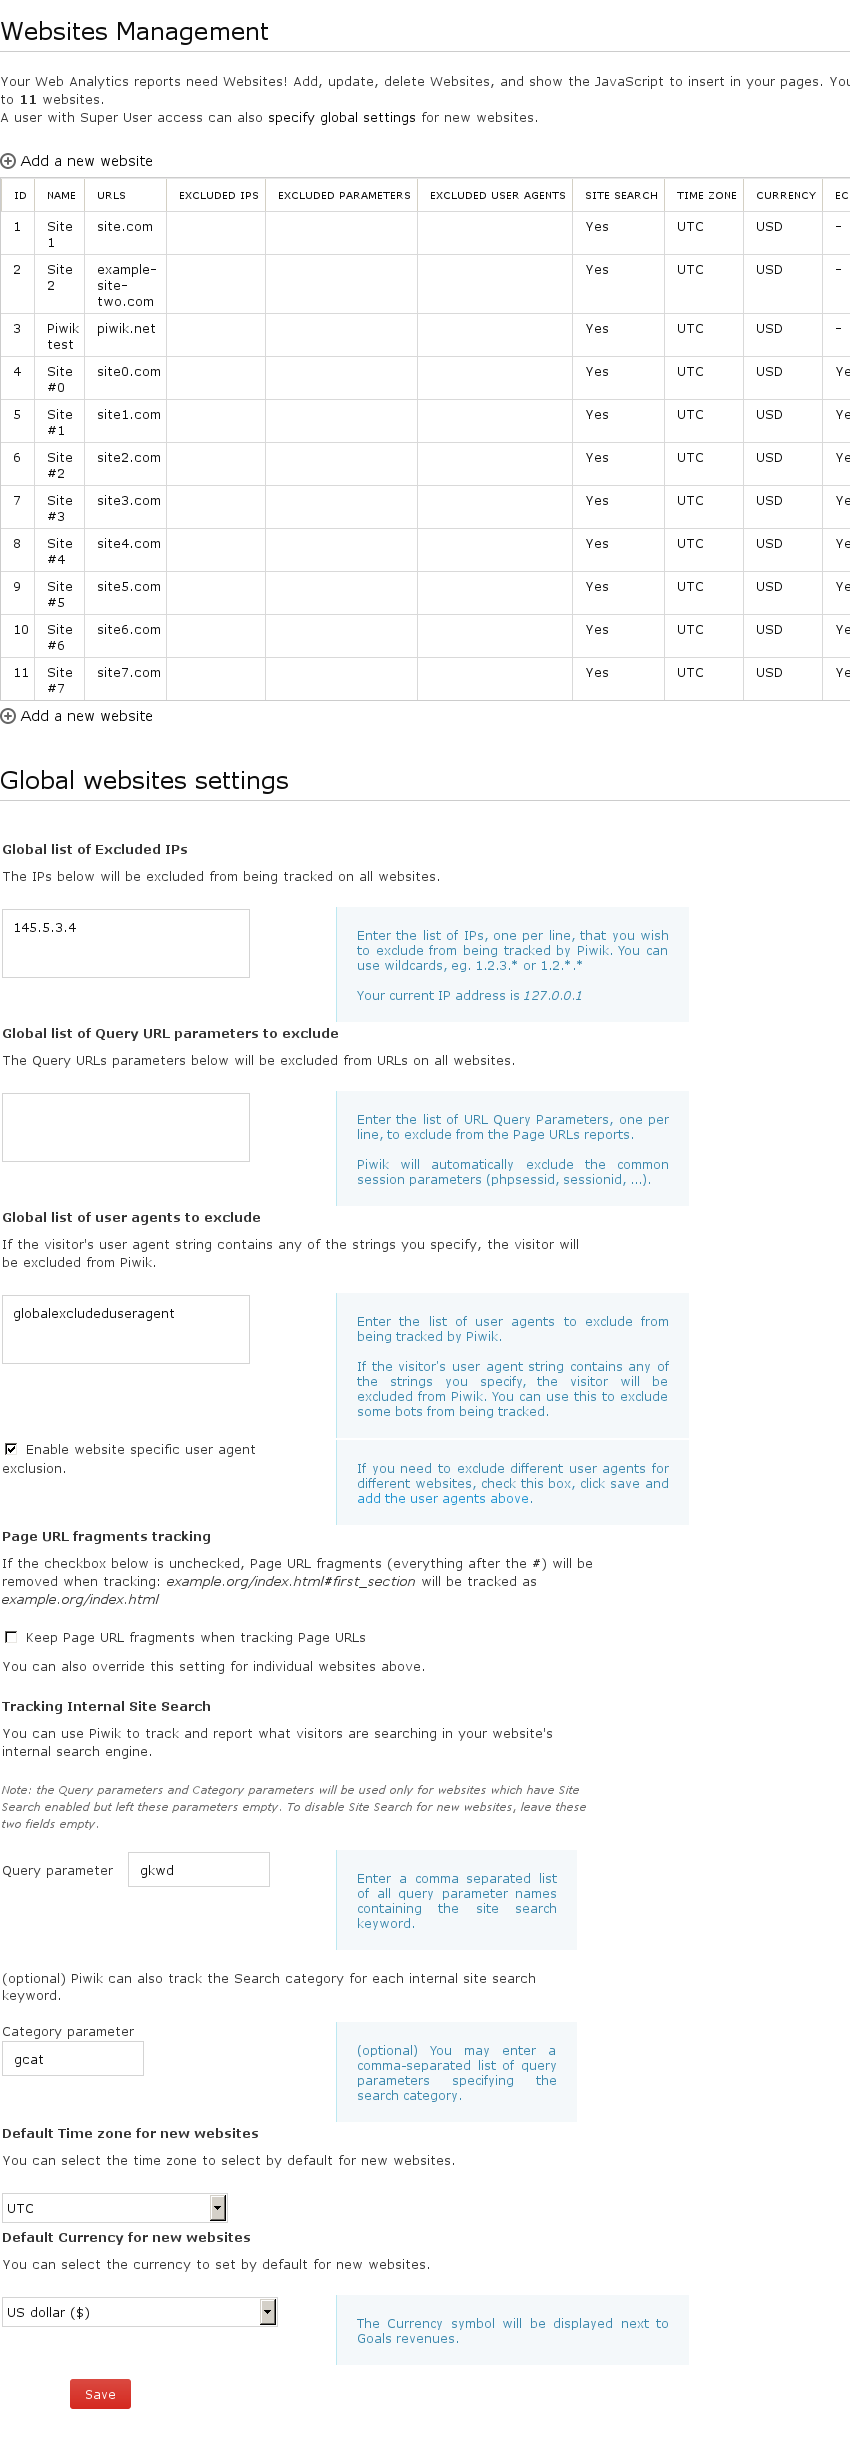 Websites Management
Your Web Analytics reports need Websites! Add, update, delete Websites, and show the JavaScript to insert in your pages. You
to 11 websites.
A user with Super User access can also specify global settings for new websites.
Add a new website
ID NAME URLS EXCLUDED IPS EXCLUDED PARAMETERS EXCLUDED USER AGENTS SITE SEARCH TIME ZONE CURRENCY EC
1 Site site.com Yes UTC USD -
1
2 Site example- Yes UTC USD -
2 site-
two.com
3 Piwik piwik.net Yes UTC USD -
test
4 Site site0.com Yes UTC USD Ye
#0
5 Site site1.com Yes UTC USD Ye
#1
6 Site site2.com Yes UTC USD Ye
#2
7 Site site3.com Yes UTC USD Ye
#3
8 Site site4.com Yes UTC USD Ye
#4
9 Site site5.com Yes UTC USD Ye
#5
10 Site site6.com Yes UTC USD Ye
#6
11 Site site7.com Yes UTC USD Ye
#7
Add a new website
Global websites settings
Global list of Excluded IPs
The IPs below will be excluded from being tracked on all websites.
145.5.3.4
Enter the list of IPs, one per line, that you wish
to exclude from being tracked by Piwik. You can
use wildcards, eg. 1.2.3.* or 1.2.*.*
Your current IP address is 127.0.0.1
Global list of Query URL parameters to exclude
The Query URLs parameters below will be excluded from URLs on all websites.
Enter the list of URL Query Parameters, one per
line, to exclude from the Page URLs reports.
Piwik will automatically exclude the common
session parameters (phpsessid, sessionid, ...).
Global list of user agents to exclude
If the visitor's user agent string contains any of the strings you specify, the visitor will
be excluded from Piwik.
globalexcludeduseragent
Enter the list of user agents to exclude from
being tracked by Piwik.
If the visitor's user agent string contains any of
the strings you specify, the visitor will be
excluded from Piwik. You can use this to exclude
some bots from being tracked.
Enable website specific user agent
exclusion.
If you need to exclude different user agents for
different websites, check this box, click save and
add the user agents above.
Page URL fragments tracking
If the checkbox below is unchecked, Page URL fragments (everything after the #) will be
removed when tracking: example.org/index.html#first_section will be tracked as
example.org/index.html
Keep Page URL fragments when tracking Page URLs
You can also override this setting for individual websites above.
Tracking Internal Site Search
You can use Piwik to track and report what visitors are searching in your website's
internal search engine.
Note: the Query parameters and Category parameters will be used only for websites which have Site
Search enabled but left these parameters empty. To disable Site Search for new websites, leave these
two fields empty.
Query parameter gkwd
Enter a comma separated list
of all query parameter names
containing the site search
keyword.
(optional) Piwik can also track the Search category for each internal site search
keyword.
Category parameter
gcat
(optional) You may enter a
comma-separated list of query
parameters specifying the
search category.
Default Time zone for new websites
You can select the time zone to select by default for new websites.
UTC
Default Currency for new websites
You can select the currency to set by default for new websites.
US dollar ($)
The Currency symbol will be displayed next to
Goals revenues.
Save